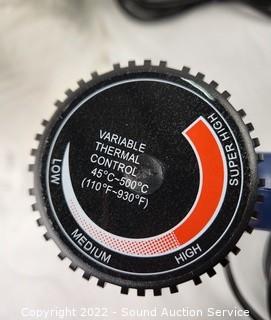 VARIABLE
THERMAL
CONTROL
45°C~500°C
(110°F~930°F)
LOW
MEDIUM
HIGH
SUPER HIGH
Copyright © 2022 - Sound Auction Service